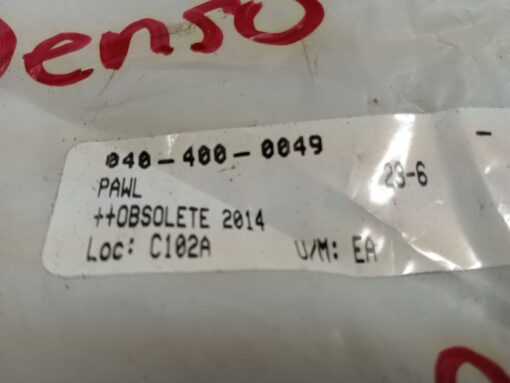 Denso
040-400-0049
PAWL 23-6
++OBSOLETE 2014
Loc: C102A U/M: EA